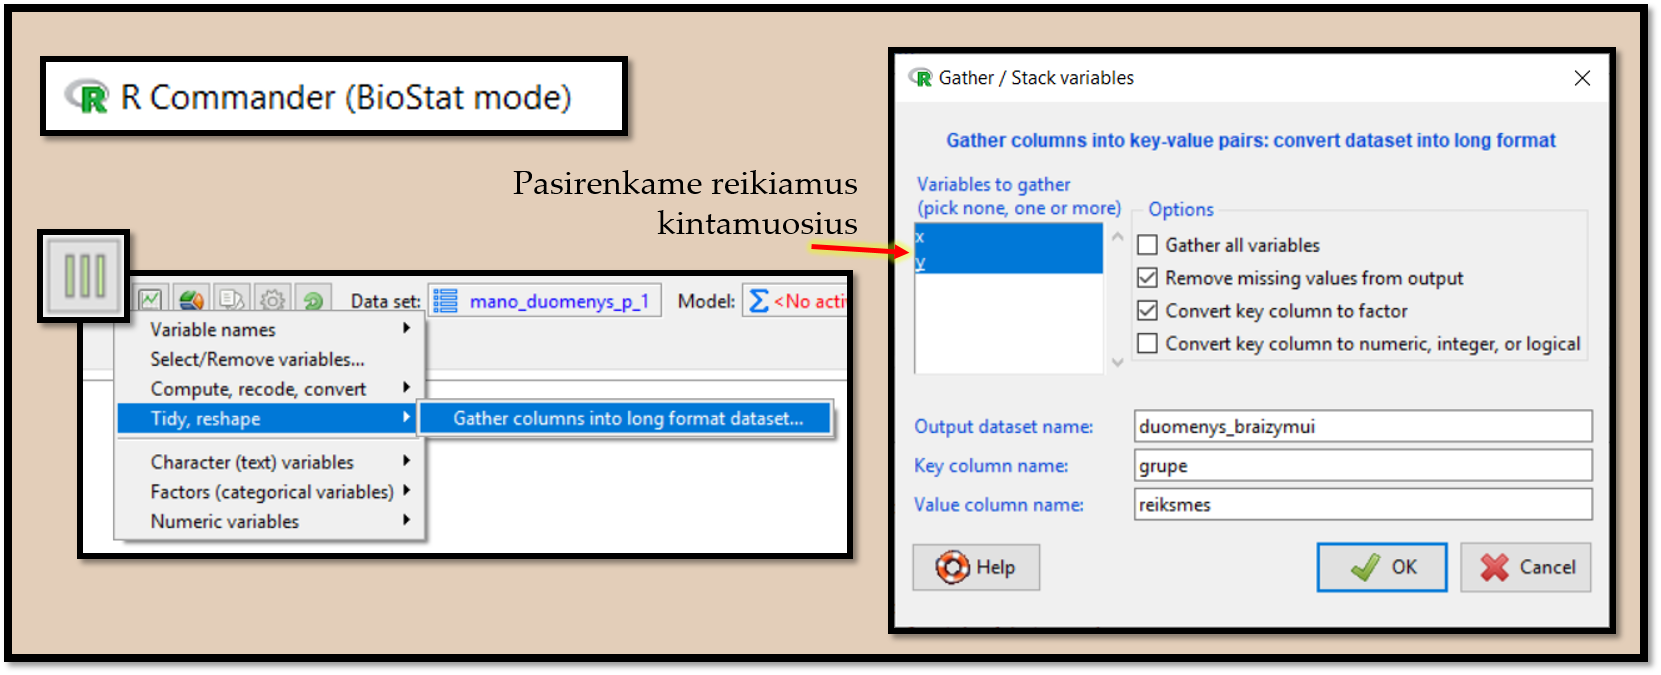 R Commander (BioStat mode)
Pasirenkame reikiamus
kintamuosius
Data set: mano_duomenys_p_1 Model: Σ <No acti
Variable names
Select/Remove variables...
Compute, recode, convert
Tidy, reshape
Gather columns into long format dataset...
Character (text) variables
Factors (categorical variables)
Numeric variables
Gather / Stack variables
Gather columns into key-value pairs: convert dataset into long format
Variables to gather
(pick none, one or more)
x
y
Options
Gather all variables
Remove missing values from output
Convert key column to factor
Convert key column to numeric, integer, or logical
Output dataset name: duomenys_braizymui
Key column name: grupe
Value column name: reiksmes
Help OK Cancel